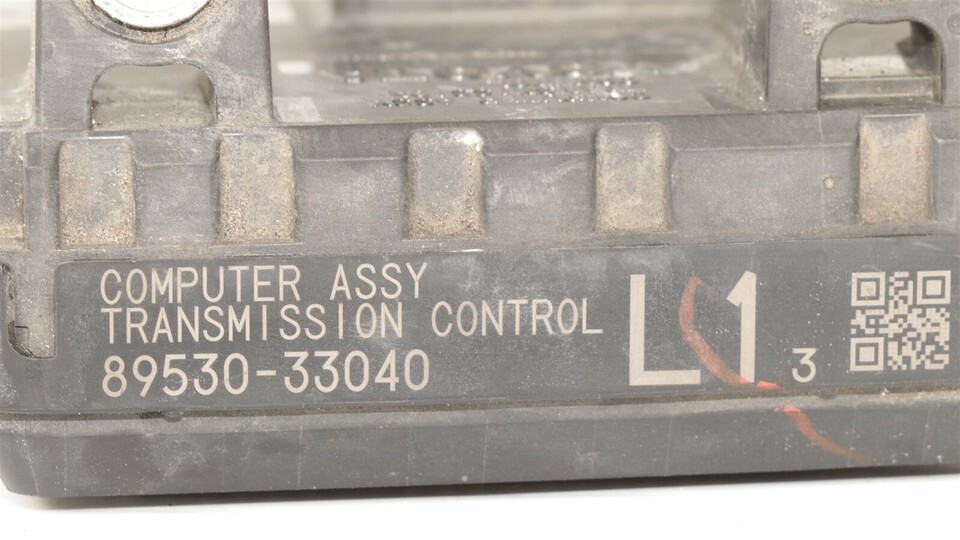 COMPUTER ASSY
TRANSMISSION CONTROL
89530-33040
L1 3